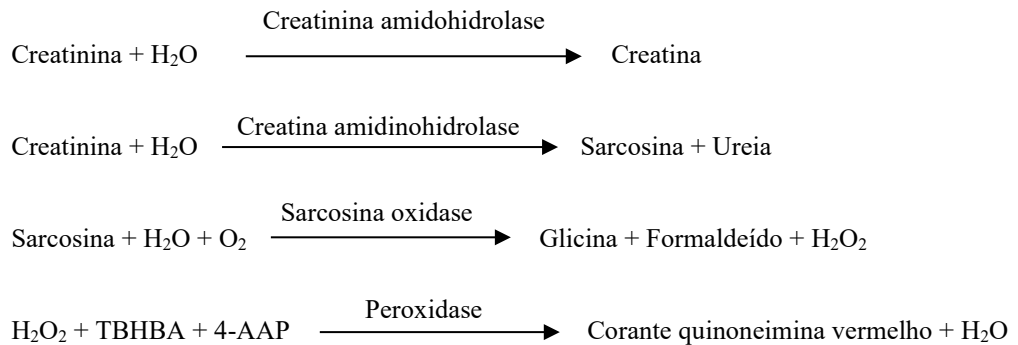 Creatinina amidohidrolase
Creatinina + H₂O Creatina
Creatina amidinohidrolase
Creatinina + H₂O Sarcosina + Ureia
Sarcosina oxidase
Sarcosina + H₂O + O₂ Glicina + Formaldeído + H₂O₂
Peroxidase
H₂O₂ + TBHBA + 4-AAP Corante quinoneimina vermelho + H₂O